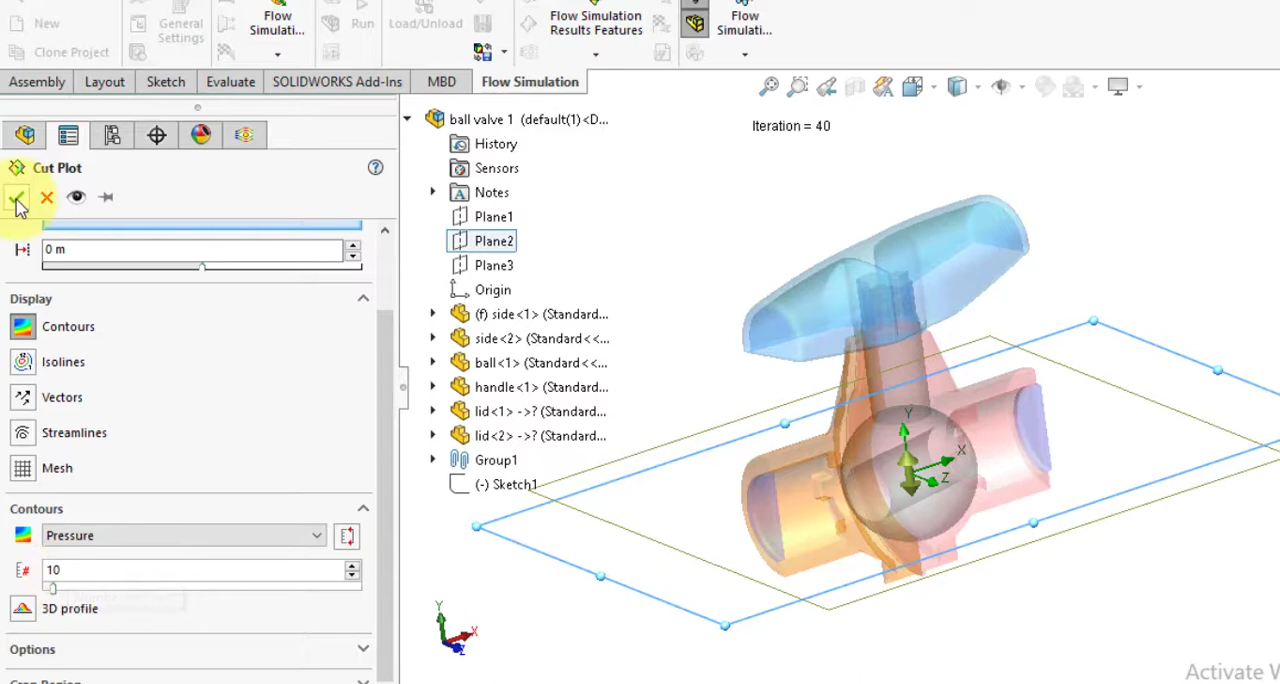 New
General
Settings
Clone Project
Flow
Simulati...
Run
Load/Unload
Flow Simulation
Results Features
Flow
Simulati...
Assembly
Layout
Sketch
Evaluate
SOLIDWORKS Add-Ins
MBD
Flow Simulation
Cut Plot
0 m
Display
Contours
Isolines
Vectors
Streamlines
Mesh
Contours
Pressure
10
3D profile
Options
ball valve 1 (default(1)<D...
History
Sensors
Notes
Plane1
Plane2
Plane3
Origin
(f) side<1> (Standard...
side<2> (Standard<<...
ball<1> (Standard<<...
handle<1> (Standard...
lid<1> ->? (Standard...
lid<2> ->? (Standard...
Group1
(-) Sketch1
Iteration = 40
Y
X
Z
Y
X
Z
Activate W